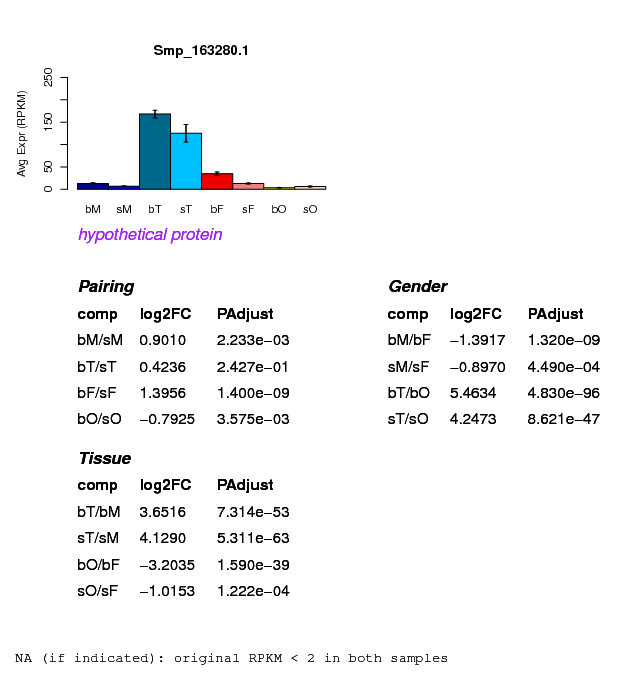 Smp_163280.1
Avg Expr (RPKM)
250
150
50
0
bM sM bT sT bF sF bO sO
hypothetical protein
Pairing
comp log2FC PAdjust
bM/sM 0.9010 2.233e−03
bT/sT 0.4236 2.427e−01
bF/sF 1.3956 1.400e−09
bO/sO −0.7925 3.575e−03
Gender
comp log2FC PAdjust
bM/bF −1.3917 1.320e−09
sM/sF −0.8970 4.490e−04
bT/bO 5.4634 4.830e−96
sT/sO 4.2473 8.621e−47
Tissue
comp log2FC PAdjust
bT/bM 3.6516 7.314e−53
sT/sM 4.1290 5.311e−63
bO/bF −3.2035 1.590e−39
sO/sF −1.0153 1.222e−04
NA (if indicated): original RPKM < 2 in both samples